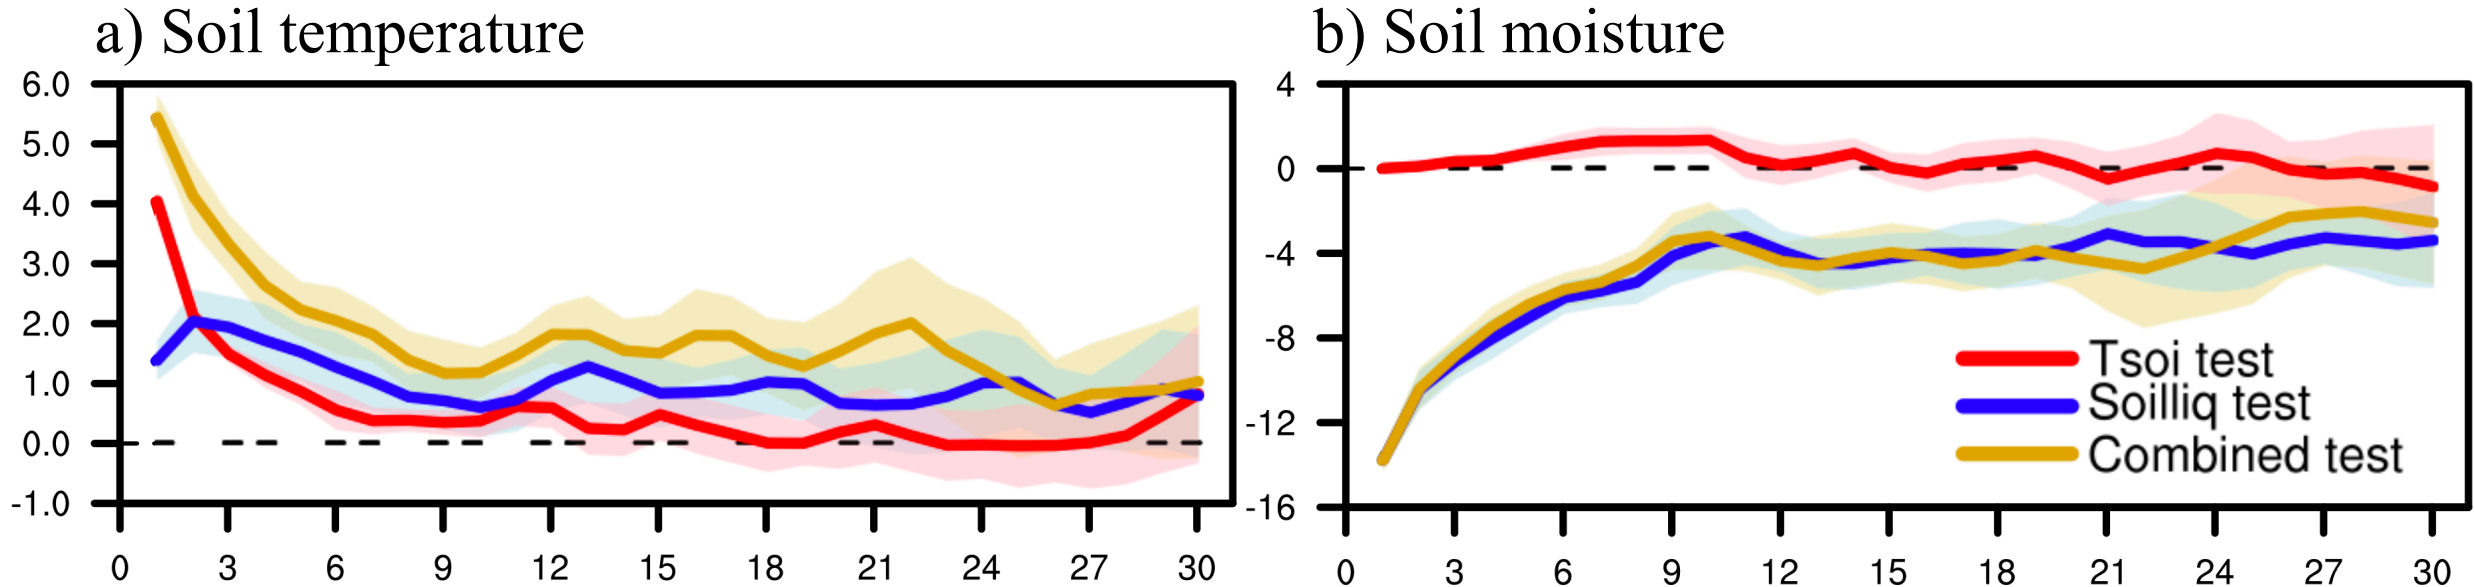 a) Soil temperature
6.0
5.0
4.0
3.0
2.0
1.0
0.0
-1.0
0 3 6 9 12 15 18 21 24 27 30
b) Soil moisture
4
0
-4
-8
-12
-16
Tsoi test
Soilliq test
Combined test
0 3 6 9 12 15 18 21 24 27 30